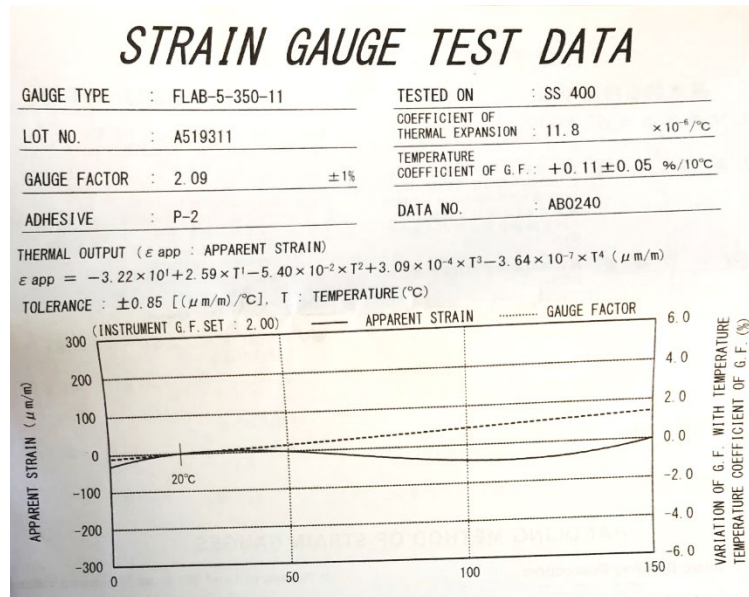 STRAIN GAUGE TEST DATA
GAUGE TYPE : FLAB-5-350-11
LOT NO. : A519311
GAUGE FACTOR : 2.09 ±1%
ADHESIVE : P-2
TESTED ON : SS 400
COEFFICIENT OF
THERMAL EXPANSION : 11.8 ×10⁻⁶/℃
TEMPERATURE
COEFFICIENT OF G.F.: +0.11±0.05 %/10℃
DATA NO. : AB0240
THERMAL OUTPUT (ε app : APPARENT STRAIN)
ε app = −3.22×10¹+2.59×T¹−5.40×10⁻²×T²+3.09×10⁻⁴×T³−3.64×10⁻⁷×T⁴ (μm/m)
TOLERANCE : ±0.85 [(μm/m)/℃], T : TEMPERATURE(℃)
(INSTRUMENT G.F.SET : 2.00) APPARENT STRAIN GAUGE FACTOR
APPARENT STRAIN (μm/m)
300
200
100
0
-100
-200
-300
20℃
0 50 100 150
6.0
4.0
2.0
0.0
-2.0
-4.0
-6.0
VARIATION OF G.F. WITH TEMPERATURE
TEMPERATURE COEFFICIENT OF G.F. (%)
HANDLING METHOD OF STRAIN GAUGES